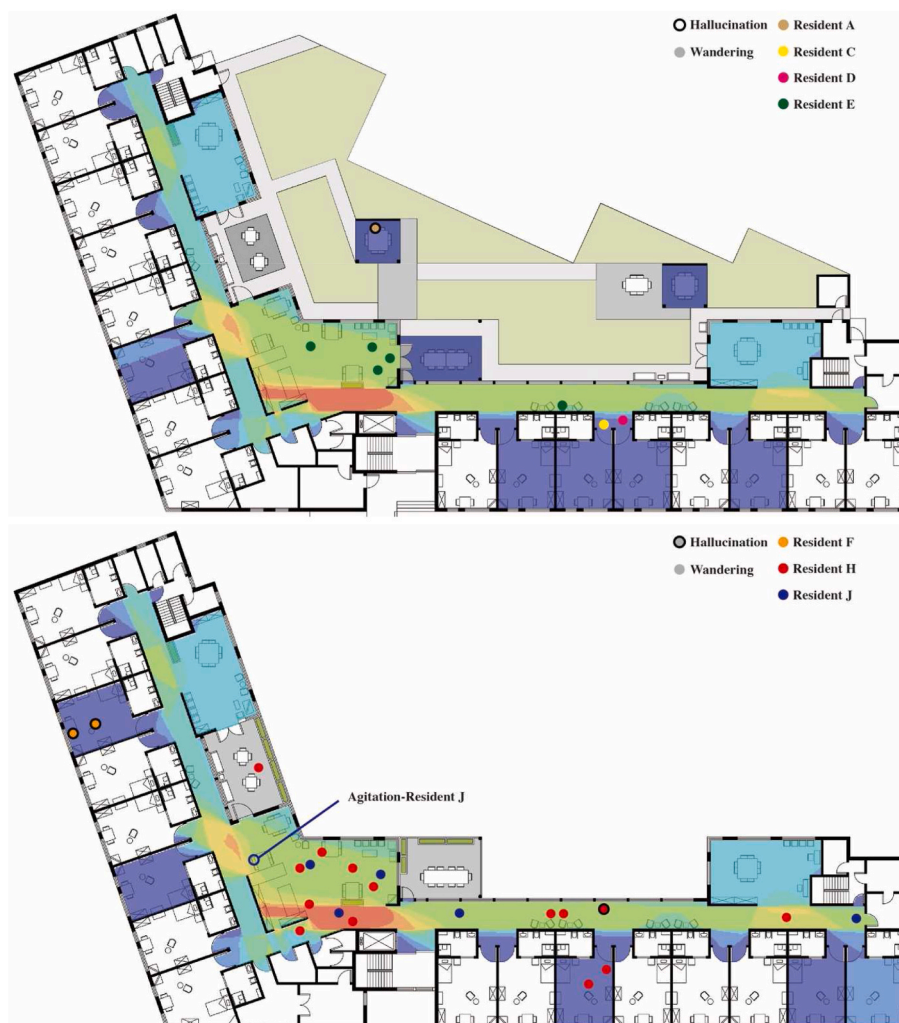 Hallucination
Resident A
Wandering
Resident C
Resident D
Resident E
Hallucination
Resident F
Wandering
Resident H
Resident J
Agitation-Resident J